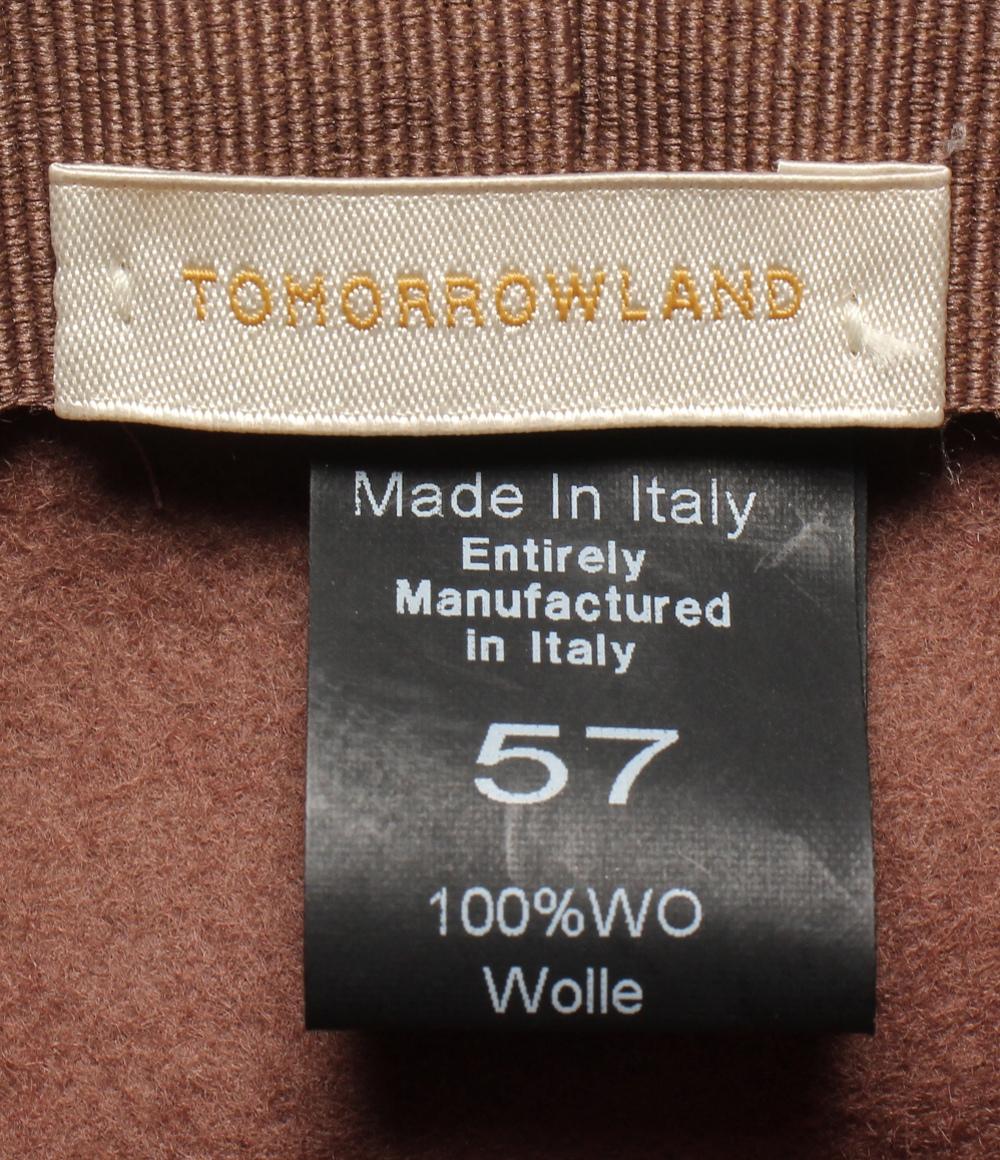 TOMORROWLAND
Made In Italy
Entirely
Manufactured
in Italy
57
100%WO
Wolle